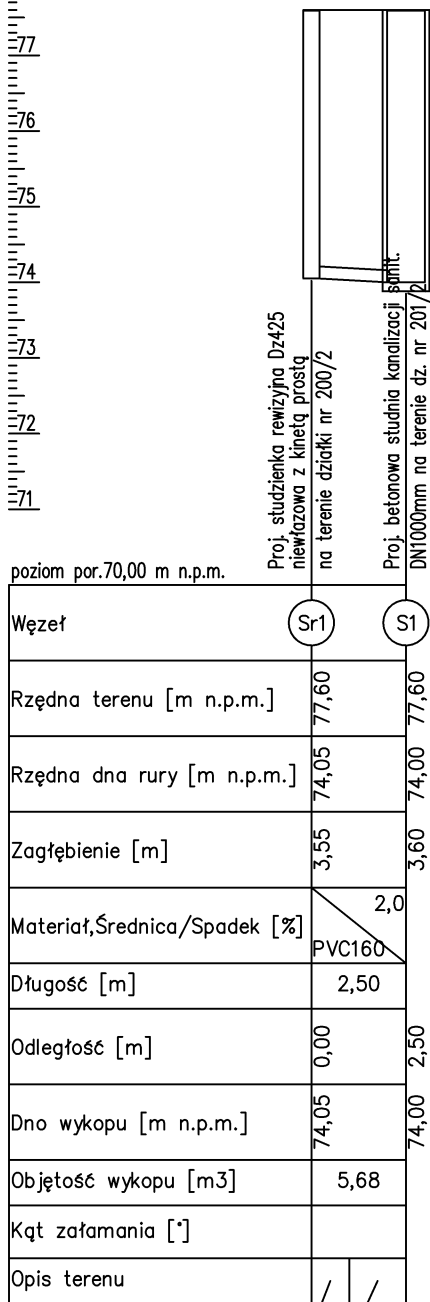 77
76
75
74
73
72
71
Proj. studzienka rewizyjna Dz425
niewłazowa z kinetą prostą
na terenie działki nr 200/2
Proj. betonowa studnia kanalizacji sanit.
DN1000mm na terenie dz. nr 201/2
poziom por.70,00 m n.p.m.
Węzeł Sr1 S1
Rzędna terenu [m n.p.m.] 77,60 77,60
Rzędna dna rury [m n.p.m.] 74,05 74,00
Zagłębienie [m] 3,55 3,60
Materiał,Średnica/Spadek [%] PVC160 2,0
Długość [m] 2,50
Odległość [m] 0,00 2,50
Dno wykopu [m n.p.m.] 74,05 74,00
Objętość wykopu [m3] 5,68
Kąt załamania [°]
Opis terenu / /